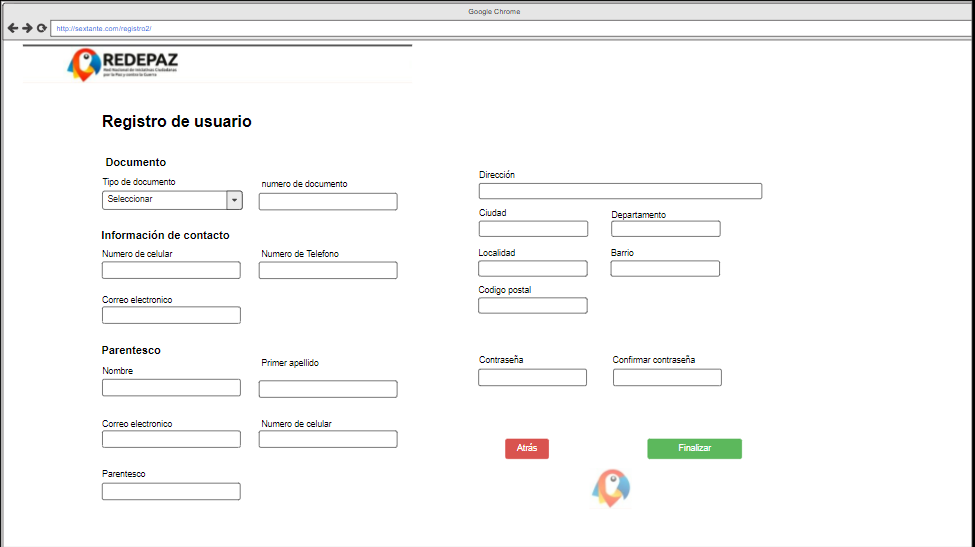 Google Chrome
http://sextante.com/registro2/
REDEPAZ
Red Nacional de Iniciativas Ciudadanas
por la Paz y contra la Guerra
Registro de usuario
Documento
Tipo de documento
numero de documento
Seleccionar
Información de contacto
Numero de celular
Numero de Telefono
Correo electronico
Parentesco
Nombre
Primer apellido
Correo electronico
Numero de celular
Parentesco
Dirección
Ciudad
Departamento
Localidad
Barrio
Codigo postal
Contraseña
Confirmar contraseña
Atrás
Finalizar